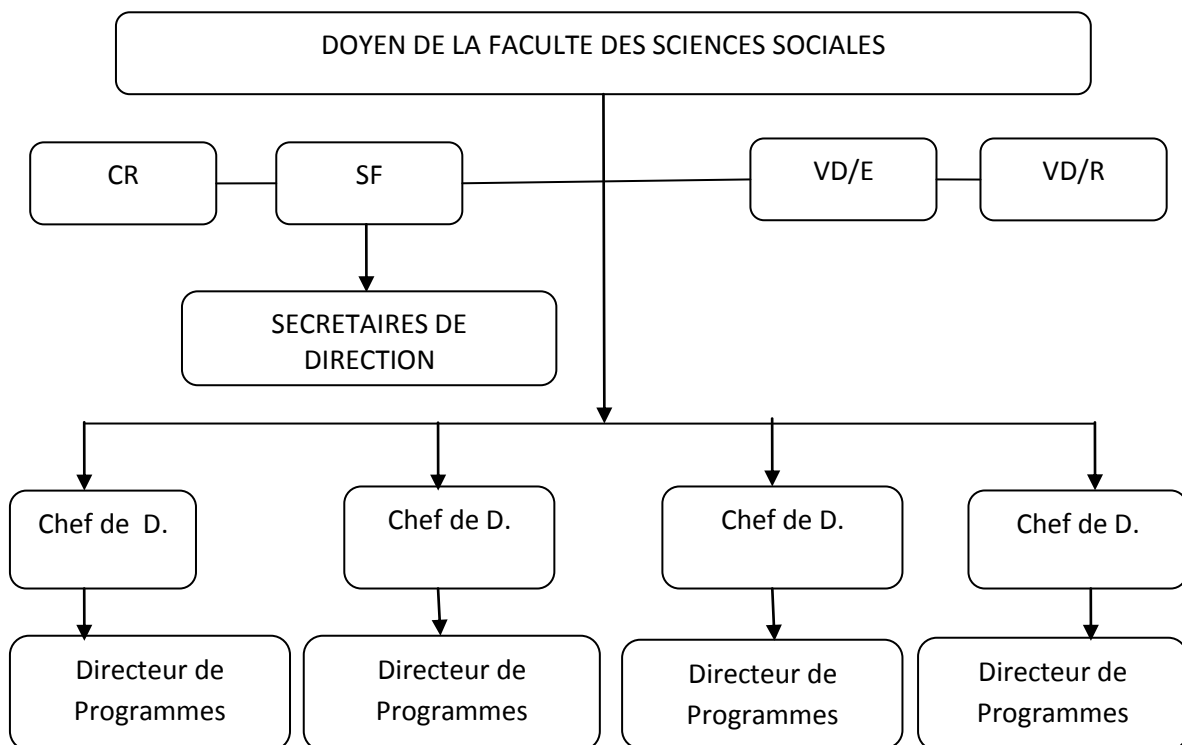 DOYEN DE LA FACULTE DES SCIENCES SOCIALES
CR
SF
VD/E
VD/R
SECRETAIRES DE
DIRECTION
Chef de D.
Chef de D.
Chef de D.
Chef de D.
Directeur de
Programmes
Directeur de
Programmes
Directeur de
Programmes
Directeur de
Programmes